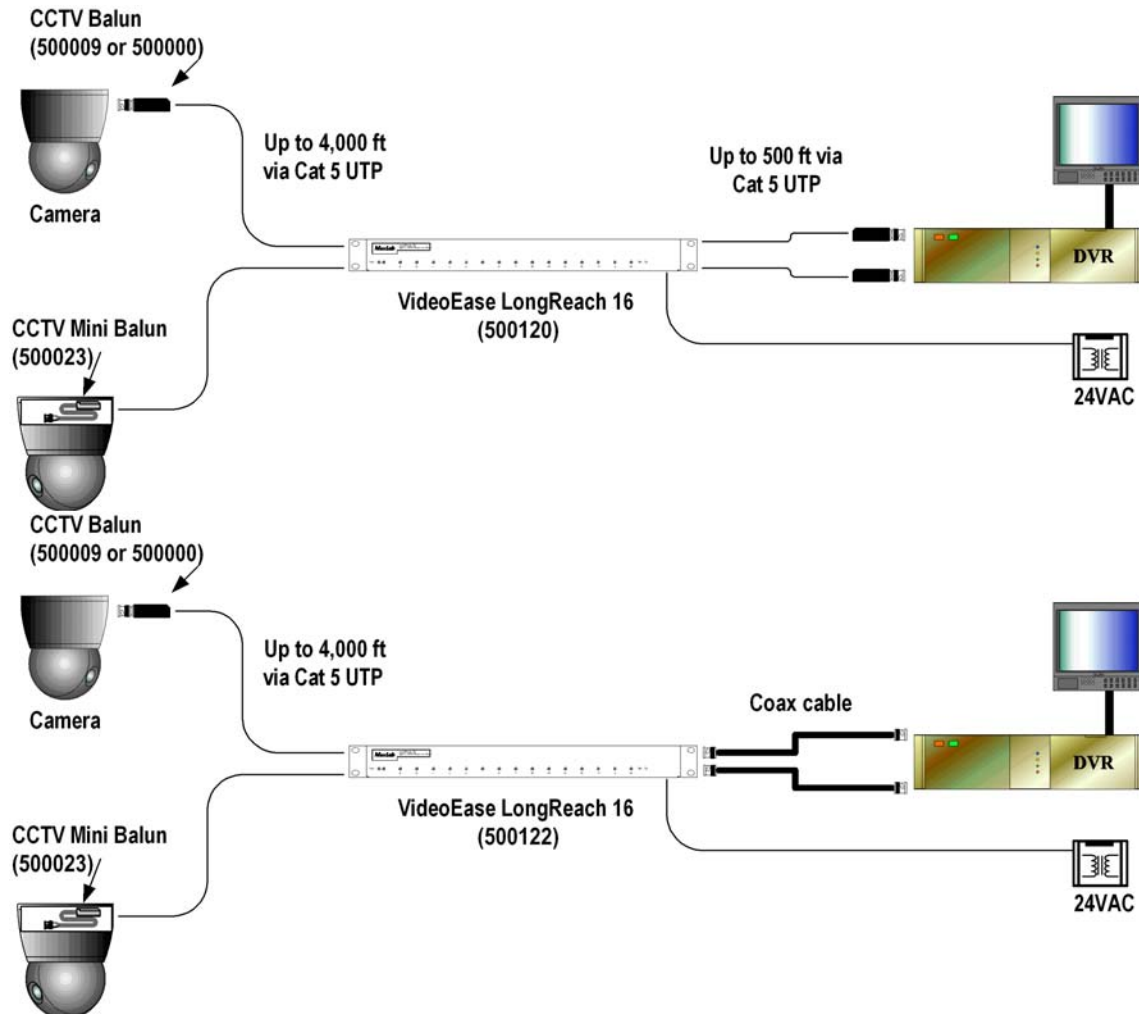 CCTV Balun
(500009 or 500000)
Up to 4,000 ft
via Cat 5 UTP
Up to 500 ft via
Cat 5 UTP
Camera
MuxLab
DVR
VideoEase LongReach 16
(500120)
CCTV Mini Balun
(500023)
24VAC
CCTV Balun
(500009 or 500000)
Up to 4,000 ft
via Cat 5 UTP
Coax cable
Camera
MuxLab
DVR
VideoEase LongReach 16
(500122)
CCTV Mini Balun
(500023)
24VAC